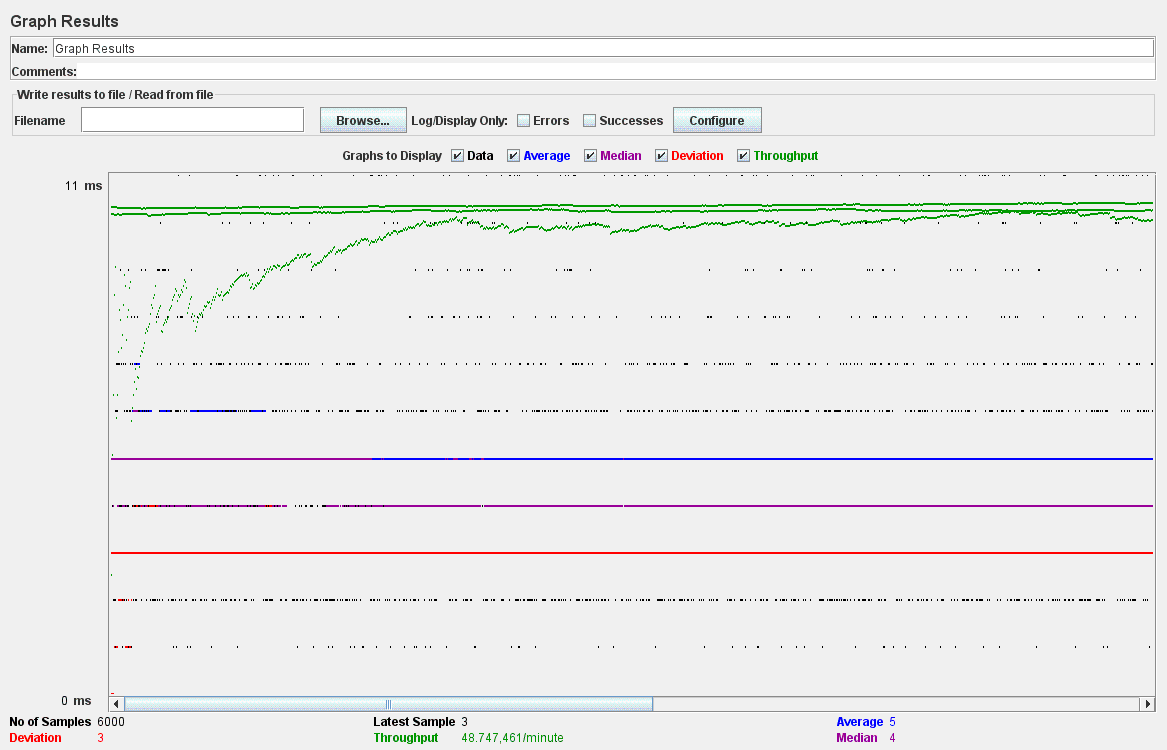 Graph Results
Name: Graph Results
Comments:
Write results to file / Read from file
Filename Browse... Log/Display Only: Errors Successes Configure
Graphs to Display Data Average Median Deviation Throughput
11 ms
0 ms
No of Samples 6000 Latest Sample 3 Average 5
Deviation 3 Throughput 48.747,461/minute Median 4